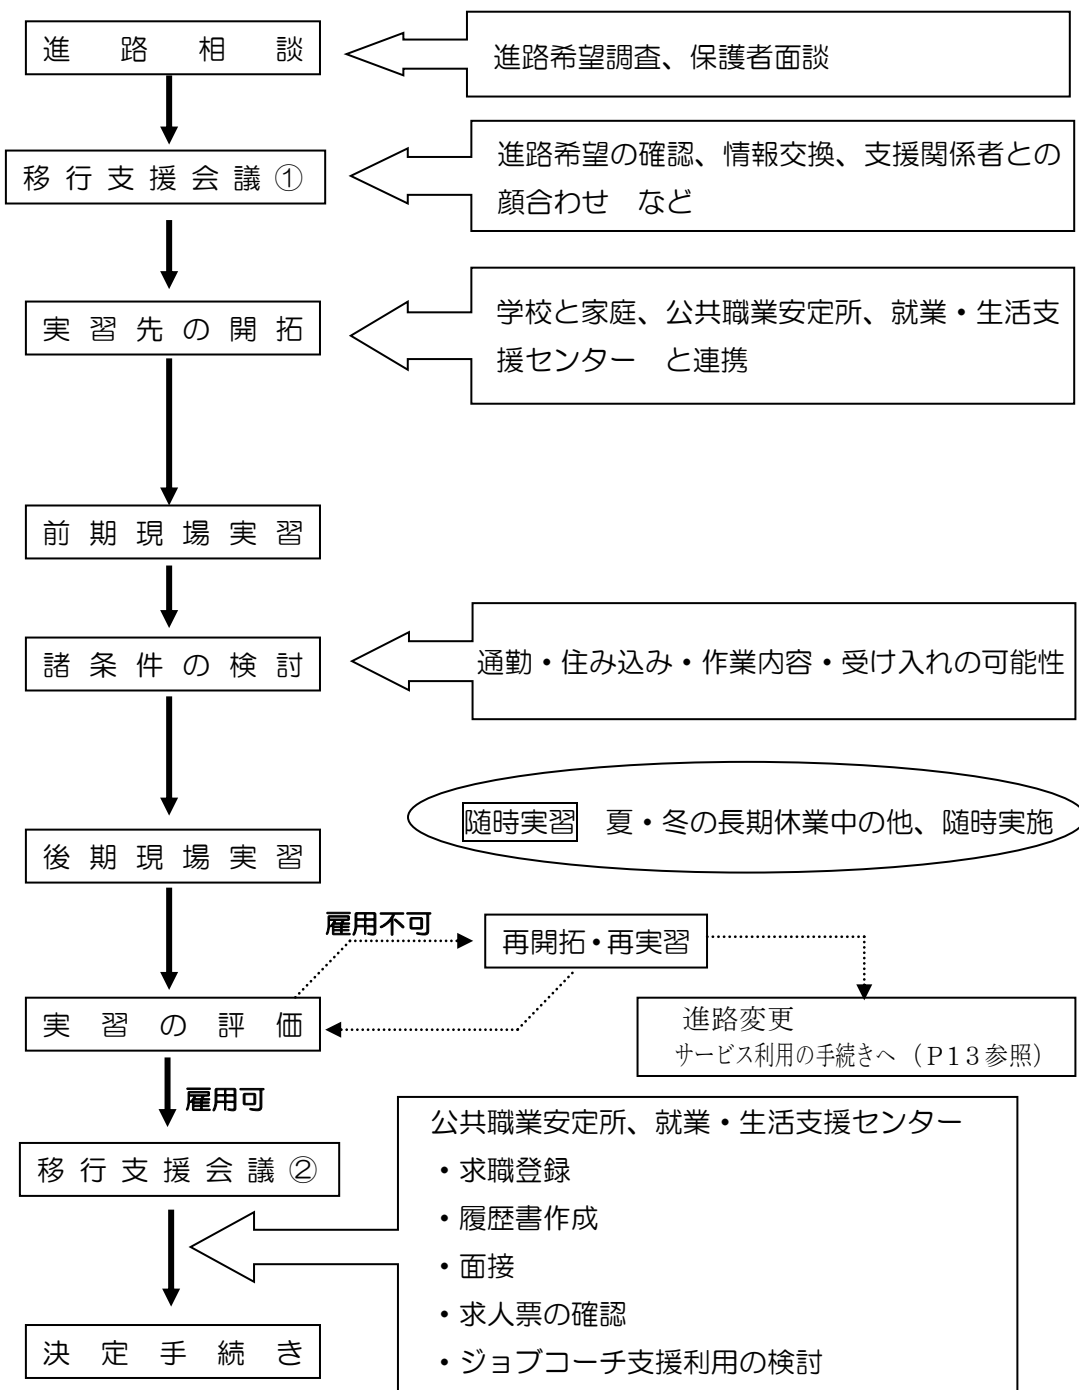 進路相談
進路希望調査、保護者面談
移行支援会議①
進路希望の確認、情報交換、支援関係者との
顔合わせ　など
実習先の開拓
学校と家庭、公共職業安定所、就業・生活支
援センター　と連携
前期現場実習
諸条件の検討
通勤・住み込み・作業内容・受け入れの可能性
随時実習　夏・冬の長期休業中の他、随時実施
後期現場実習
雇用不可
再開拓・再実習
実習の評価
進路変更
サービス利用の手続きへ（P13参照）
雇用可
移行支援会議②
公共職業安定所、就業・生活支援センター
・求職登録
・履歴書作成
・面接
・求人票の確認
・ジョブコーチ支援利用の検討
決定手続き